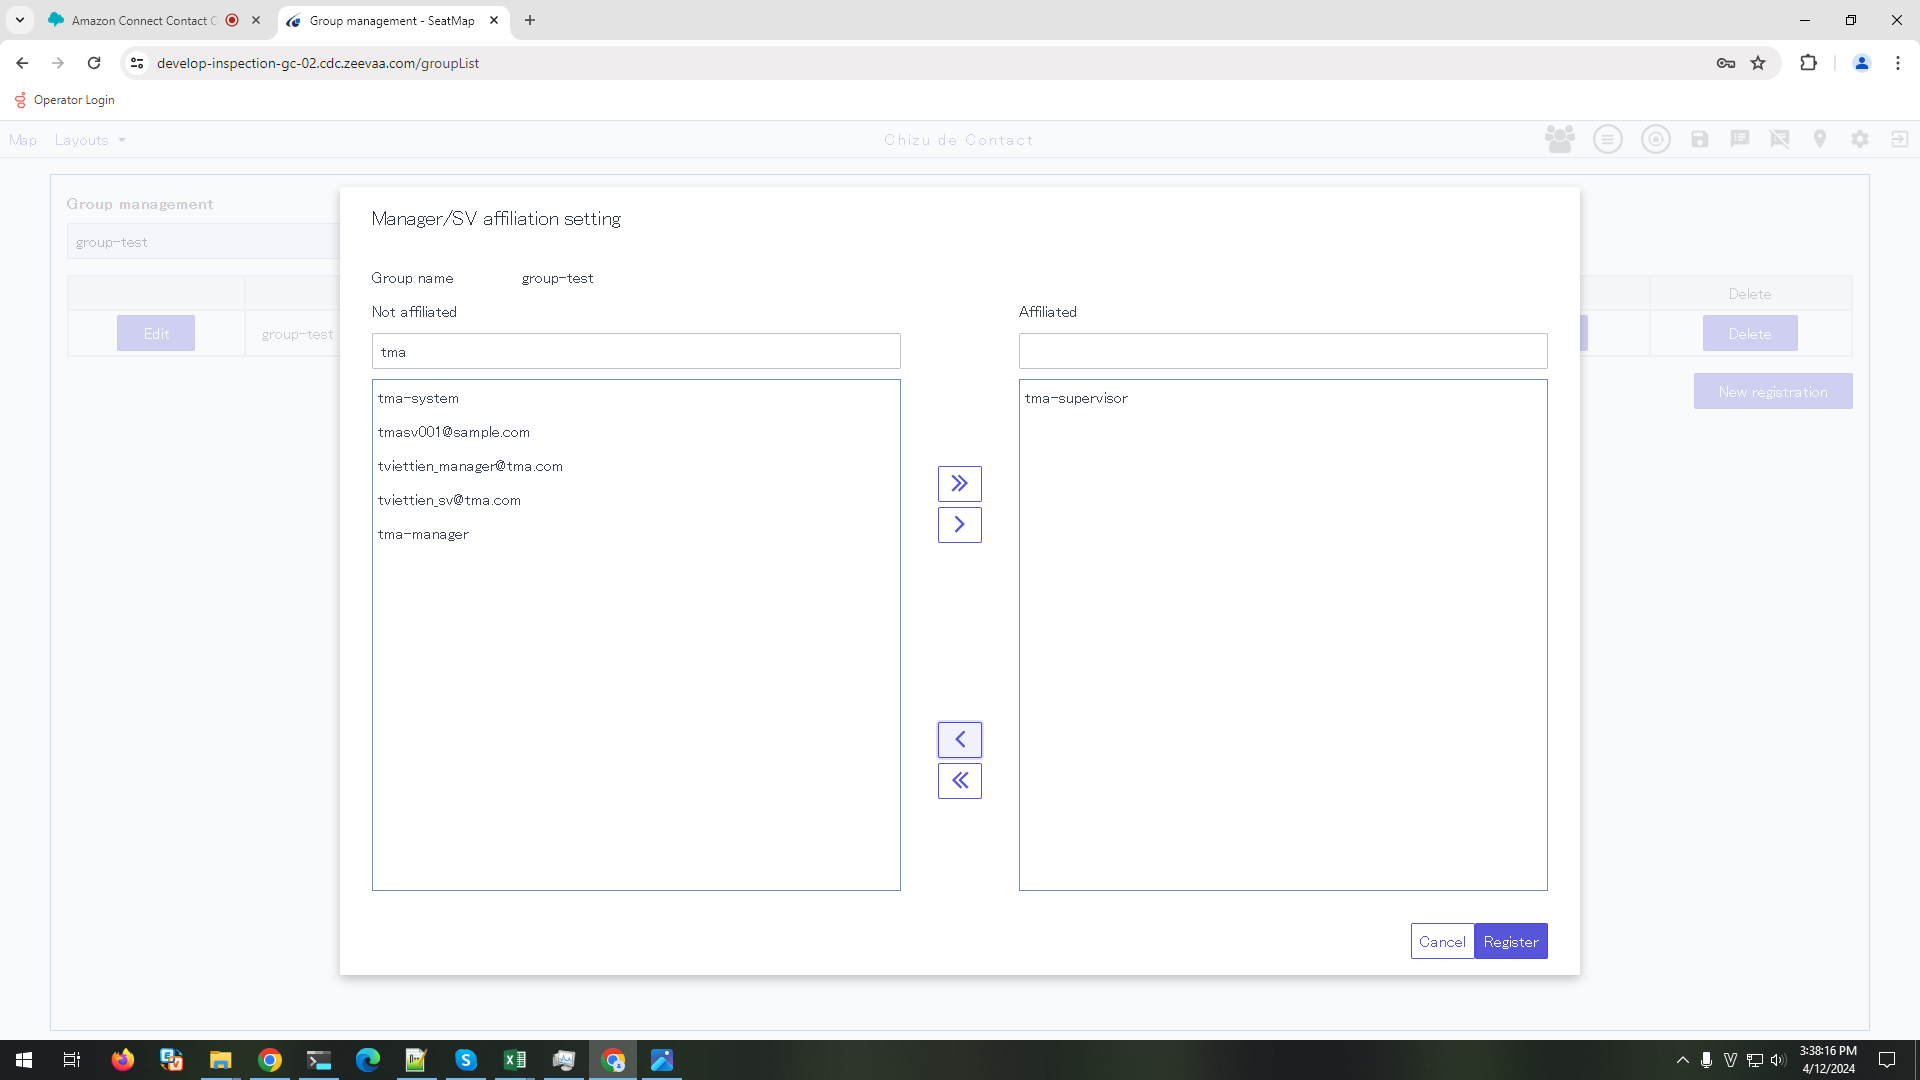 Amazon Connect Contact C
Group management - SeatMap
develop-inspection-gc-02.cdc.zeevaa.com/groupList
Operator Login
Map
Layouts
Chizu de Contact
Group management
group-test
Edit
group-test
Delete
Delete
New registration
Manager/SV affiliation setting
Group name group-test
Not affiliated
tma
tma-system
tmasv001@sample.com
tviettien_manager@tma.com
tviettien_sv@tma.com
tma-manager
Affiliated
tma-supervisor
Cancel Register
3:38:16 PM
4/12/2024